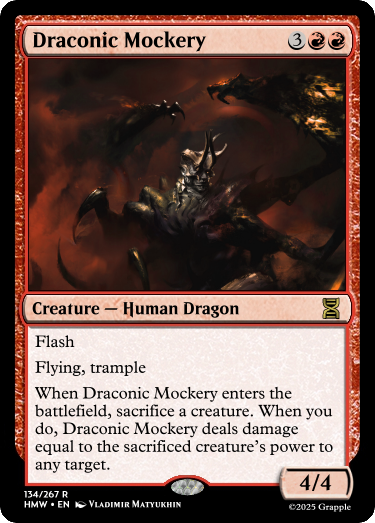 Draconic Mockery 3
Creature — Human Dragon
Flash
Flying, trample
When Draconic Mockery enters the
battlefield, sacrifice a creature. When you
do, Draconic Mockery deals damage
equal to the sacrificed creature's power to
any target.
4/4
134/267 R
HMW • EN Vladimir Matyukhin
©2025 Grapple